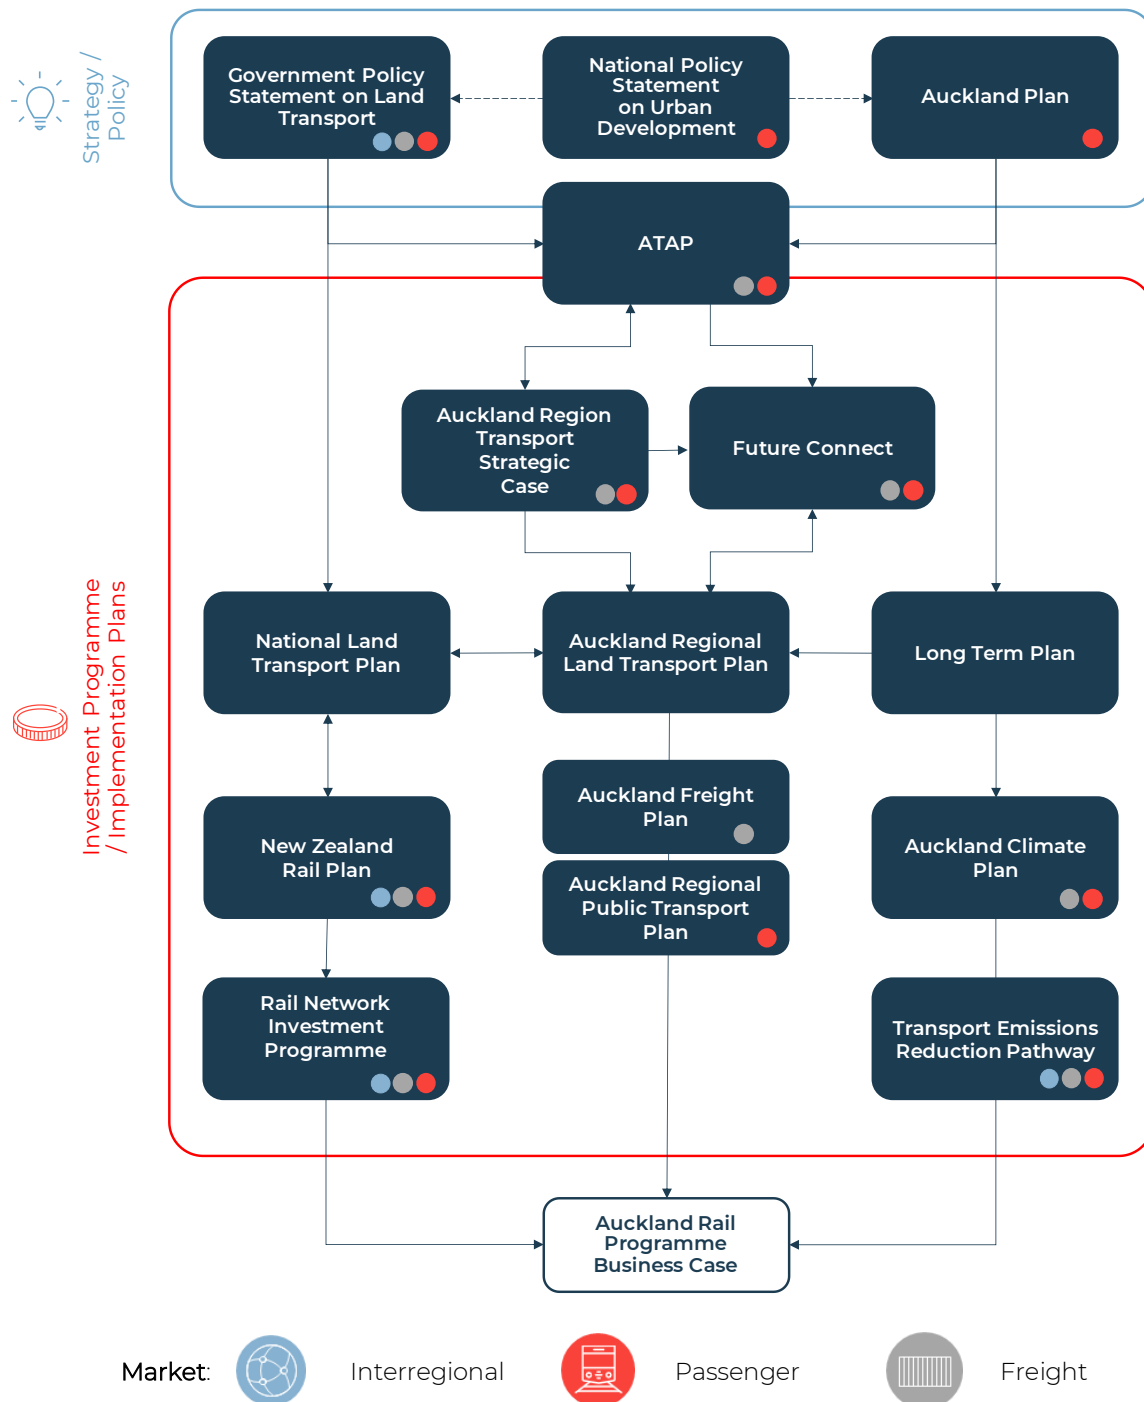 Strategy /
Policy
Government Policy
Statement on Land
Transport
National Policy
Statement
on Urban
Development
Auckland Plan
ATAP
Investment Programme
/ Implementation Plans
Auckland Region
Transport
Strategic
Case
Future Connect
National Land
Transport Plan
Auckland Regional
Land Transport Plan
Long Term Plan
Auckland Freight
Plan
New Zealand
Rail Plan
Auckland Climate
Plan
Auckland Regional
Public Transport
Plan
Rail Network
Investment
Programme
Transport Emissions
Reduction Pathway
Auckland Rail
Programme
Business Case
Market:
Interregional
Passenger
Freight